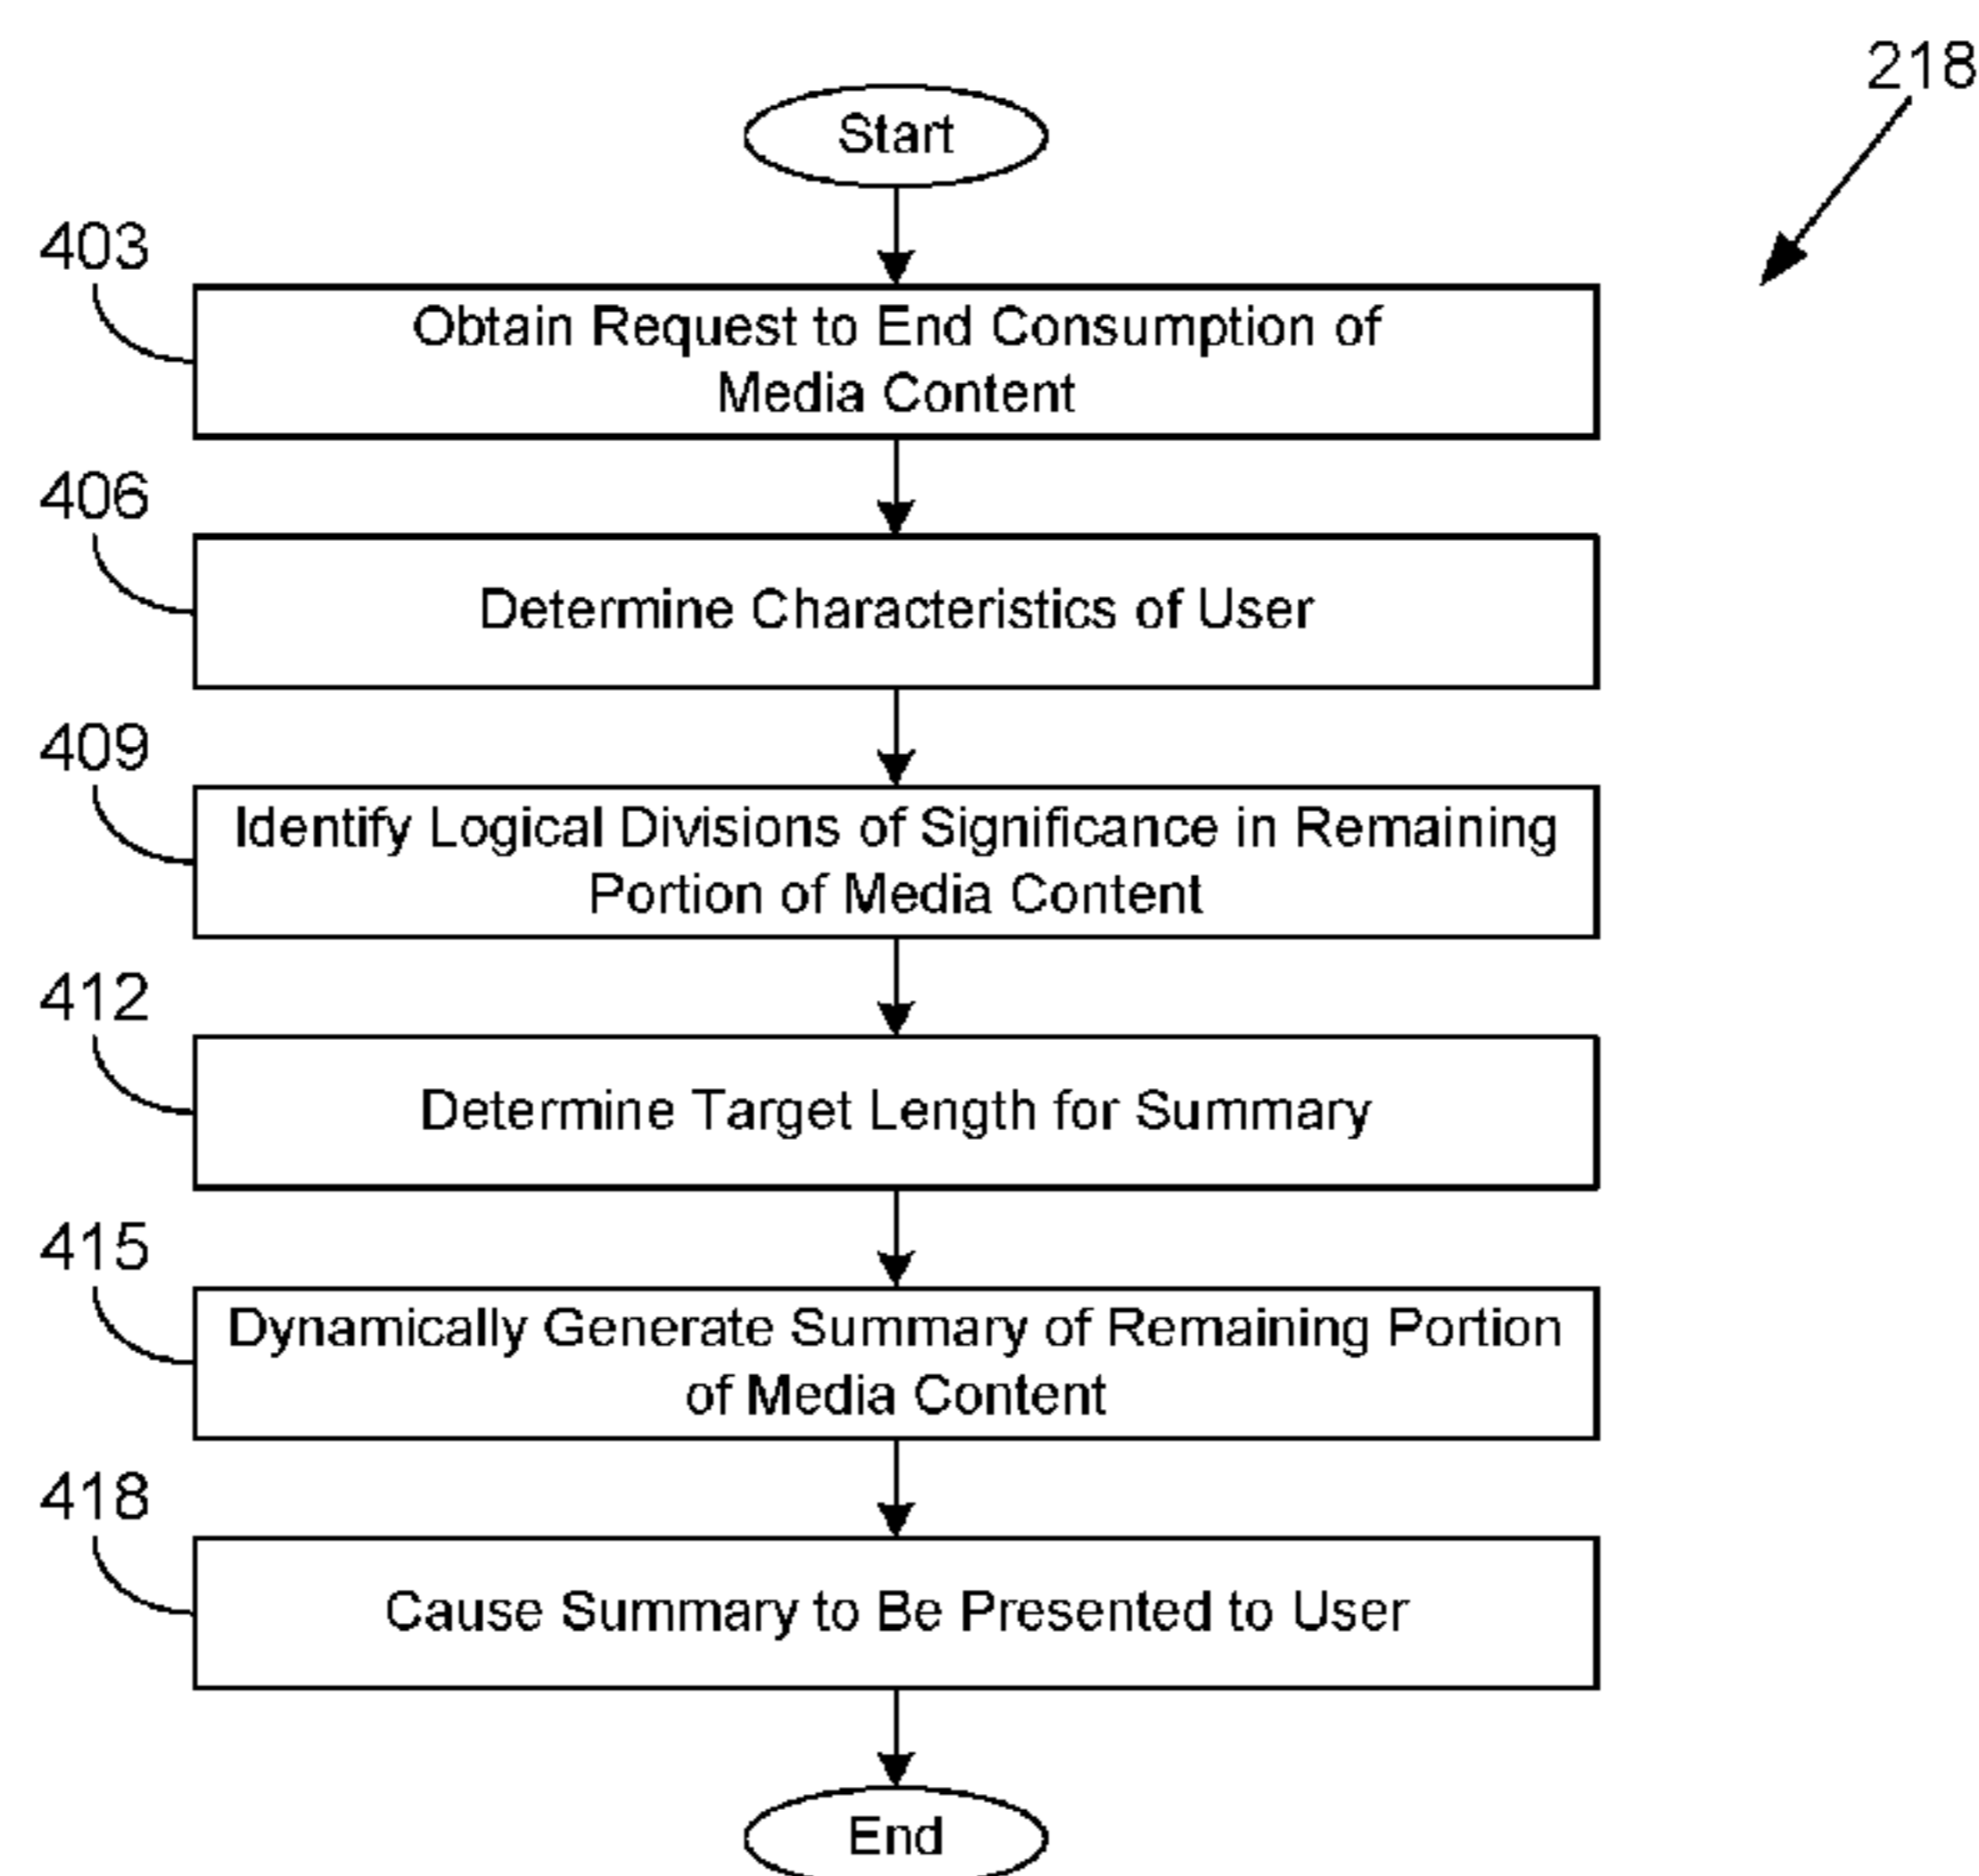 218
Start
403
Obtain Request to End Consumption of
Media Content
406
Determine Characteristics of User
409
Identify Logical Divisions of Significance in Remaining
Portion of Media Content
412
Determine Target Length for Summary
415
Dynamically Generate Summary of Remaining Portion
of Media Content
418
Cause Summary to Be Presented to User
End